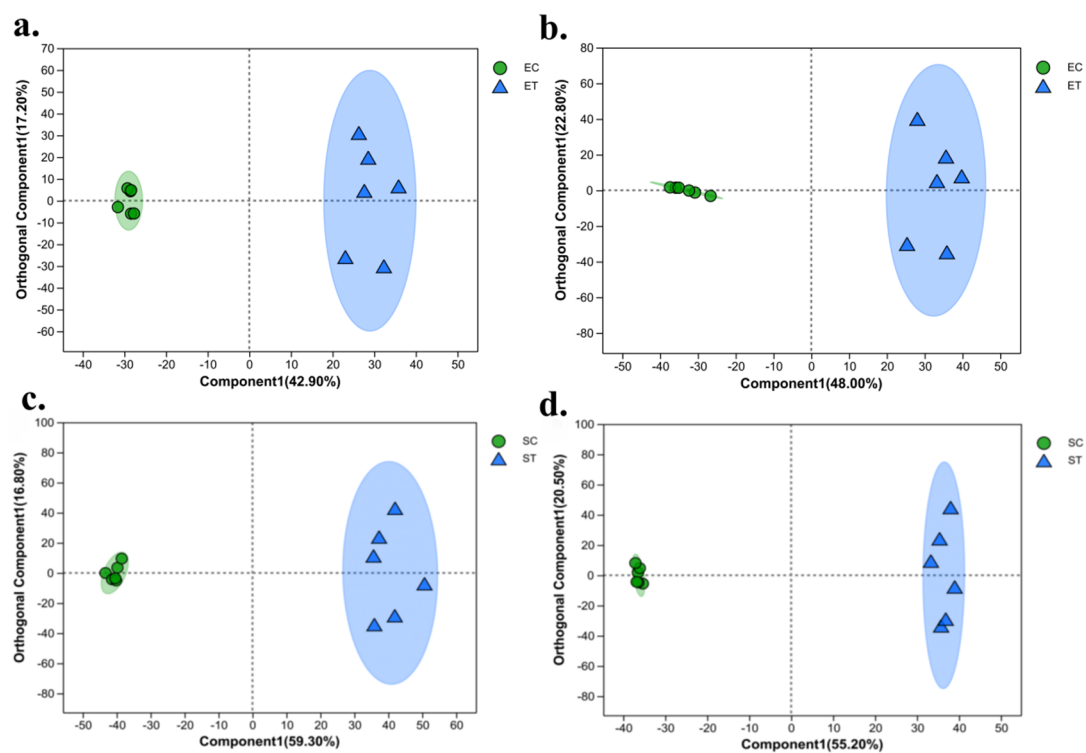 a.
70
60
50
40
30
20
10
0
-10
-20
-30
-40
-50
-60
Orthogonal Component1(17.20%)
-40 -30 -20 -10 0 10 20 30 40 50
Component1(42.90%)
EC
ET
b.
80
60
40
20
0
-20
-40
-60
-80
Orthogonal Component1(22.80%)
-50 -40 -30 -20 -10 0 10 20 30 40 50
Component1(48.00%)
EC
ET
c.
100
80
60
40
20
0
-20
-40
-60
-80
Orthogonal Component1(16.80%)
-50 -40 -30 -20 -10 0 10 20 30 40 50 60
Component1(59.30%)
SC
ST
d.
100
80
60
40
20
0
-20
-40
-60
-80
Orthogonal Component1(20.50%)
-40 -30 -20 -10 0 10 20 30 40 50
Component1(55.20%)
SC
ST